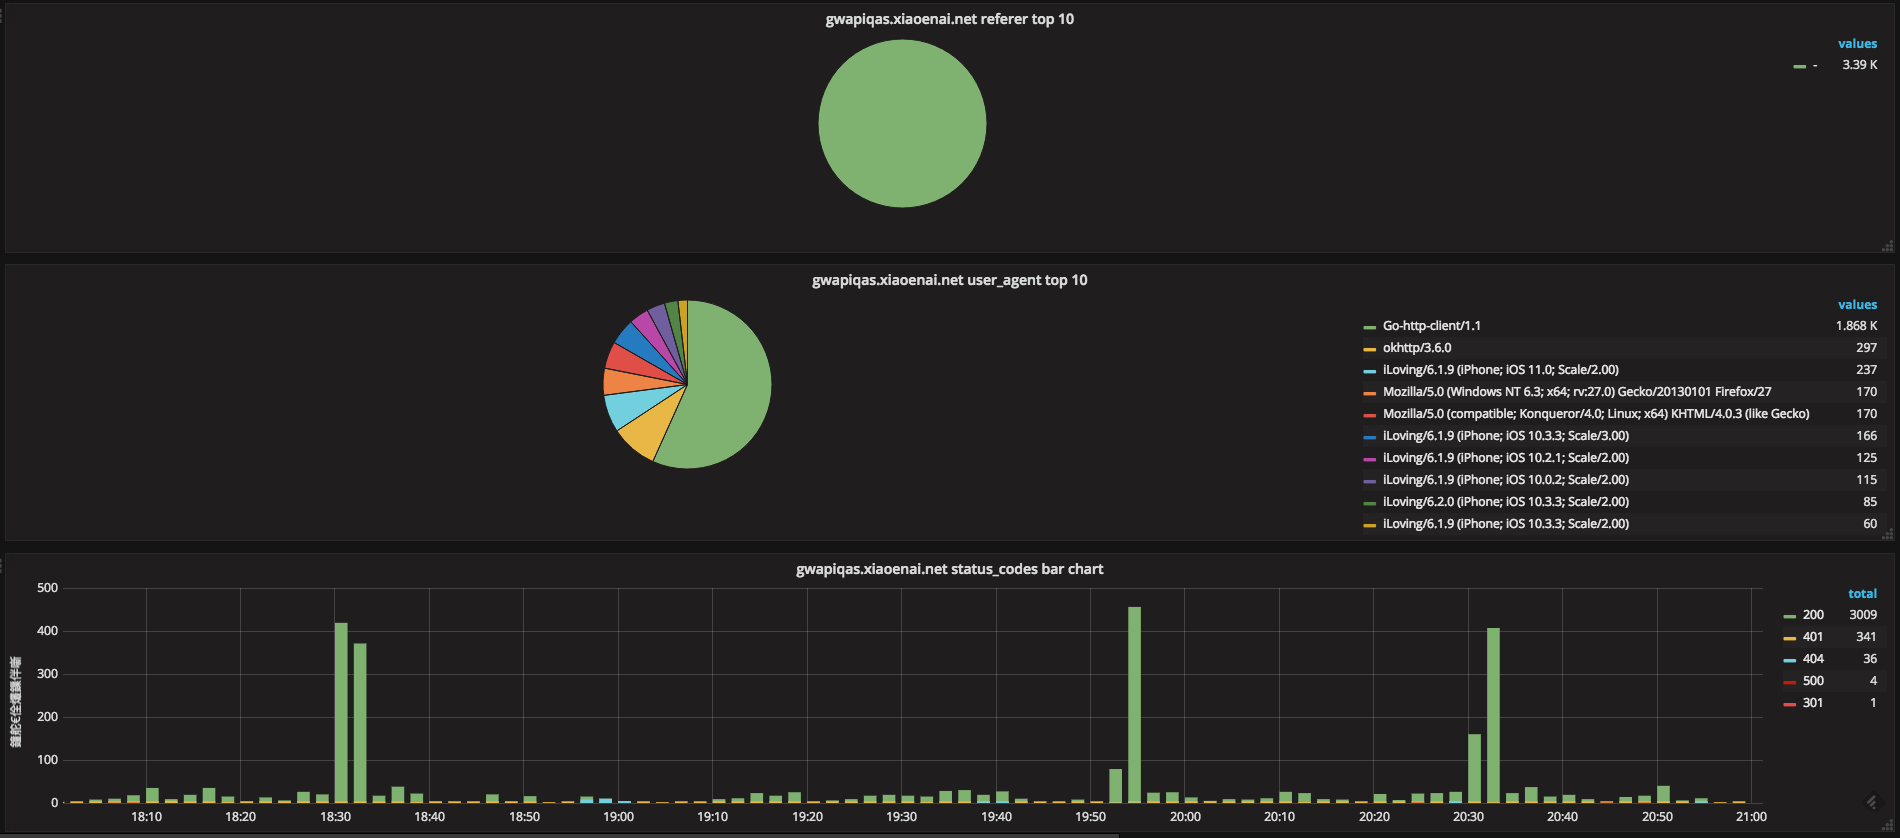 gwapiqas.xiaoenai.net referer top 10
values
- 3.39 K
gwapiqas.xiaoenai.net user_agent top 10
values
Go-http-client/1.1 1.868 K
okhttp/3.6.0 297
iLoving/6.1.9 (iPhone; iOS 11.0; Scale/2.00) 237
Mozilla/5.0 (Windows NT 6.3; x64; rv:27.0) Gecko/20130101 Firefox/27 170
Mozilla/5.0 (compatible; Konqueror/4.0; Linux; x64) KHTML/4.0.3 (like Gecko) 170
iLoving/6.1.9 (iPhone; iOS 10.3.3; Scale/3.00) 166
iLoving/6.1.9 (iPhone; iOS 10.2.1; Scale/2.00) 125
iLoving/6.1.9 (iPhone; iOS 10.0.2; Scale/2.00) 115
iLoving/6.2.0 (iPhone; iOS 10.3.3; Scale/2.00) 85
iLoving/6.1.9 (iPhone; iOS 10.3.3; Scale/2.00) 60
gwapiqas.xiaoenai.net status_codes bar chart
500
400
300
200
100
0
18:10 18:20 18:30 18:40 18:50 19:00 19:10 19:20 19:30 19:40 19:50 20:00 20:10 20:20 20:30 20:40 20:50 21:00
total
200 3009
401 341
404 36
500 4
301 1